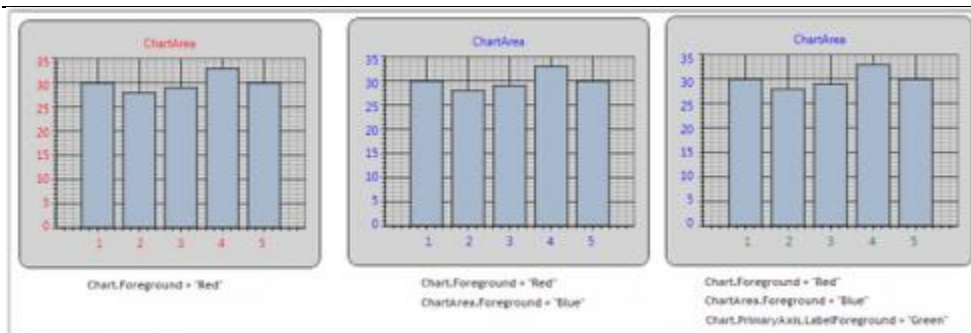 ChartArea
35
30
25
20
15
10
5
0
1 2 3 4 5
Chart.Foreground = "Red"
ChartArea
35
30
25
20
15
10
5
0
1 2 3 4 5
Chart.Foreground = "Red"
ChartArea.Foreground = "Blue"
ChartArea
35
30
25
20
15
10
5
0
1 2 3 4 5
Chart.Foreground = "Red"
ChartArea.Foreground = "Blue"
Chart.PrimaryAxis.LabelForeground = "Green"